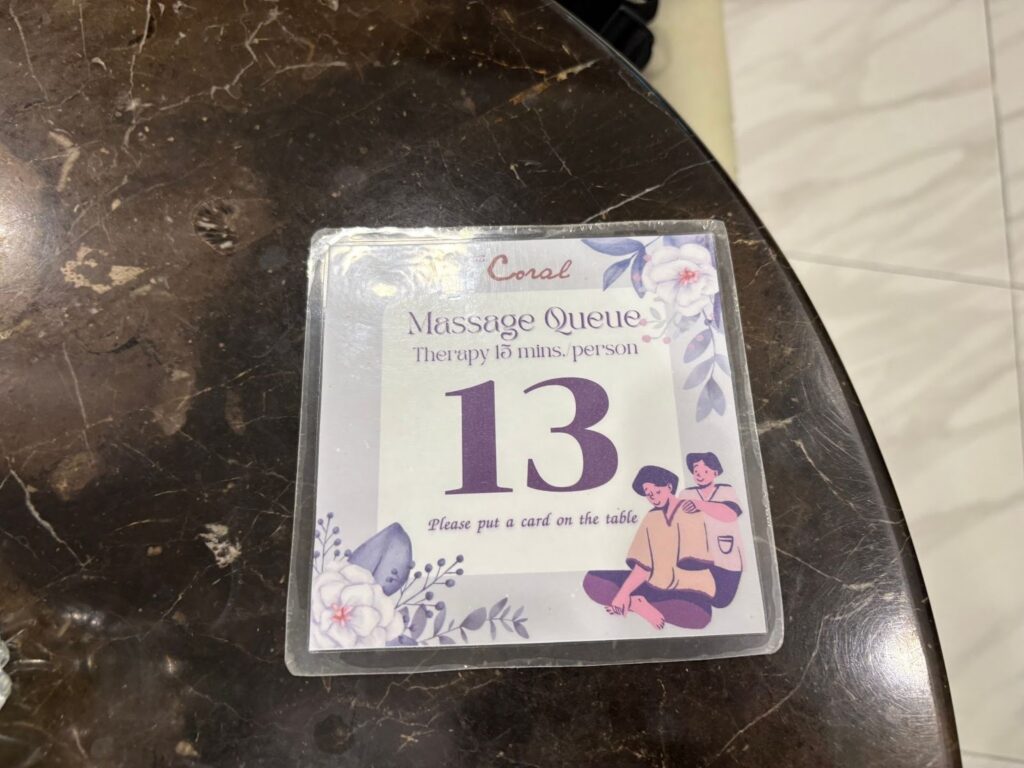 Coral
Massage Queue
Therapy 15 mins./person
13
Please put a card on the table